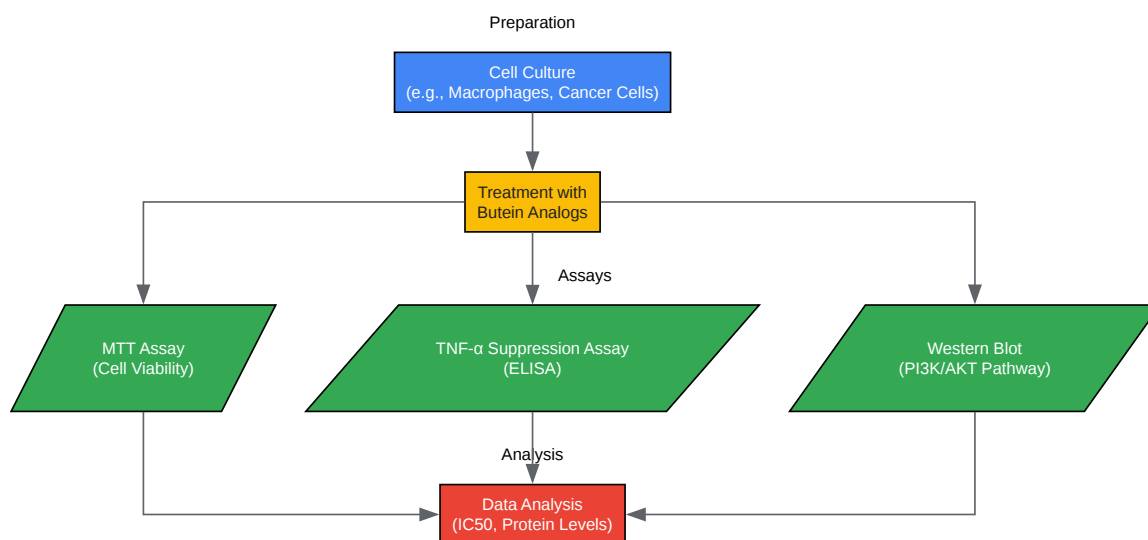 Preparation
Cell Culture
(e.g., Macrophages, Cancer Cells)
Treatment with
Butein Analogs
Assays
MTT Assay
(Cell Viability)
TNF-α Suppression Assay
(ELISA)
Western Blot
(PI3K/AKT Pathway)
Analysis
Data Analysis
(IC50, Protein Levels)